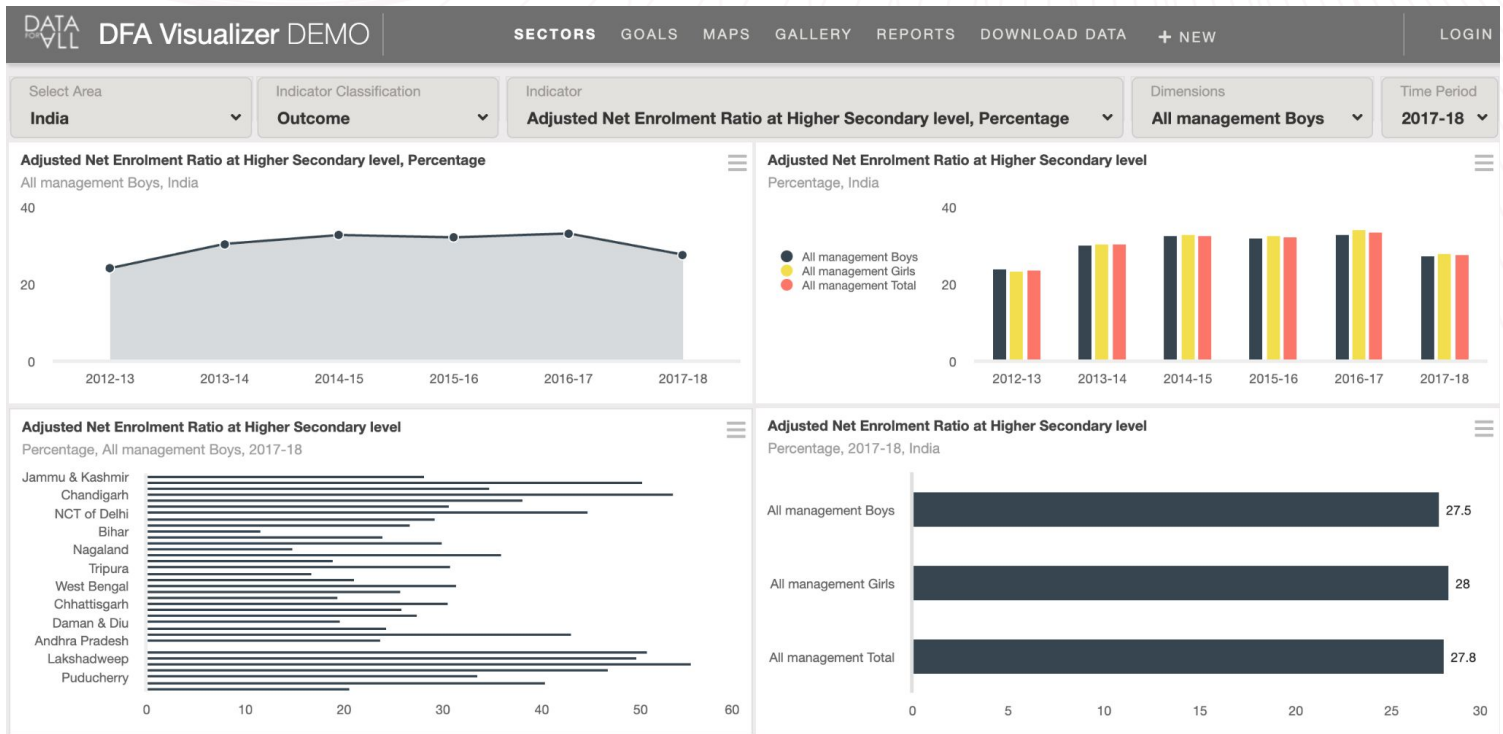 DATA FOR ∀LL DFA Visualizer DEMO SECTORS GOALS MAPS GALLERY REPORTS DOWNLOAD DATA + NEW LOGIN
Select Area Indicator Classification Indicator Dimensions Time Period
India Outcome Adjusted Net Enrolment Ratio at Higher Secondary level, Percentage All management Boys 2017-18
Adjusted Net Enrolment Ratio at Higher Secondary level, Percentage
All management Boys, India
40
20
0
2012-13 2013-14 2014-15 2015-16 2016-17 2017-18
Adjusted Net Enrolment Ratio at Higher Secondary level
Percentage, India
All management Boys
All management Girls
All management Total
40
20
0
2012-13 2013-14 2014-15 2015-16 2016-17 2017-18
Adjusted Net Enrolment Ratio at Higher Secondary level
Percentage, All management Boys, 2017-18
Jammu & Kashmir
Chandigarh
NCT of Delhi
Bihar
Nagaland
Tripura
West Bengal
Chhattisgarh
Daman & Diu
Andhra Pradesh
Lakshadweep
Puducherry
0 10 20 30 40 50 60
Adjusted Net Enrolment Ratio at Higher Secondary level
Percentage, 2017-18, India
All management Boys 27.5
All management Girls 28
All management Total 27.8
0 5 10 15 20 25 30